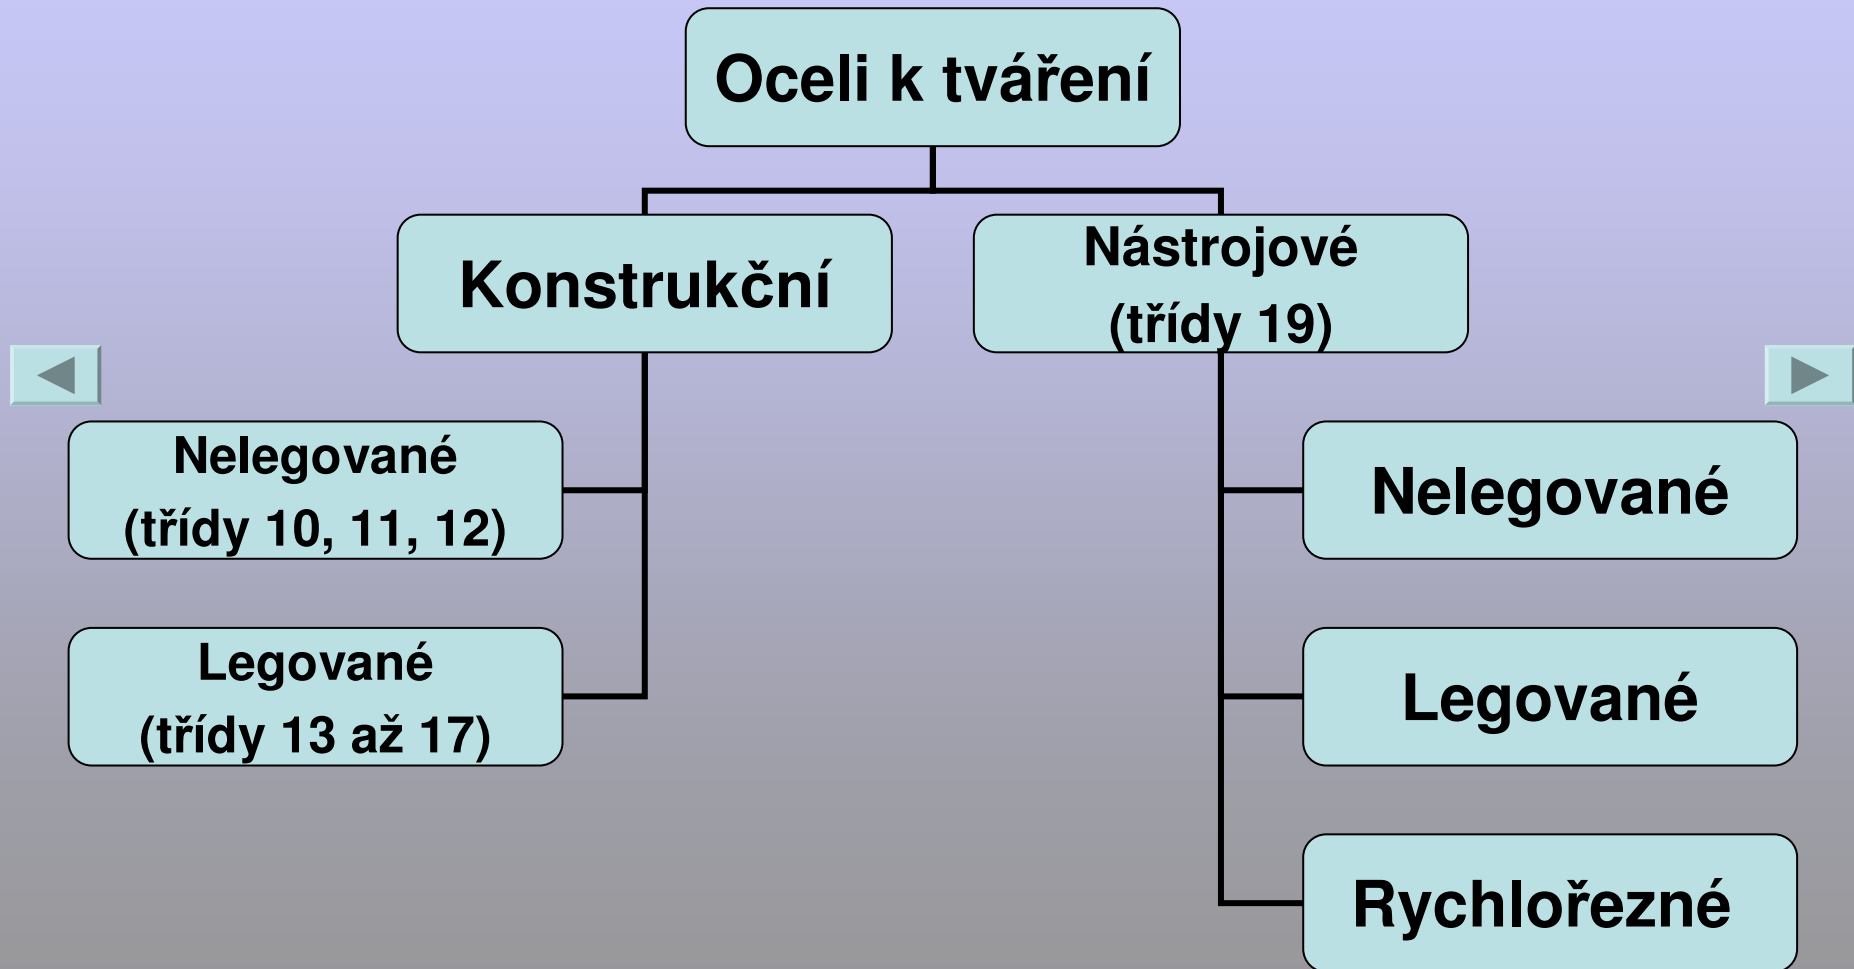 Oceli k tváření
Konstrukční
Nástrojové
(třídy 19)
Nelegované
(třídy 10, 11, 12)
Legované
(třídy 13 až 17)
Nelegované
Legované
Rychlořezné